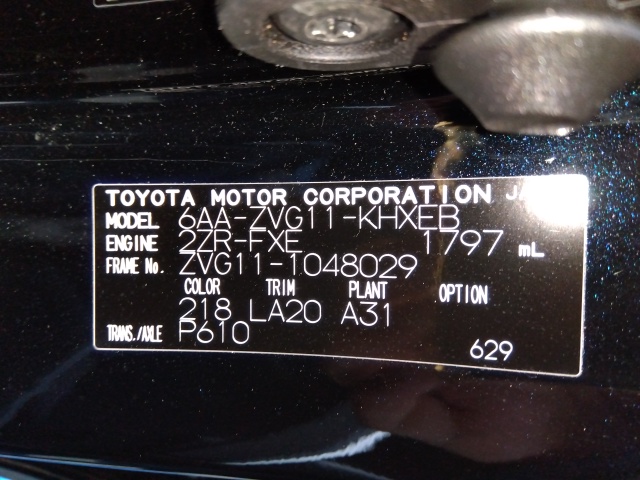 TOYOTA MOTOR CORPORATION
MODEL 6AA-ZVG11-KHXEB
ENGINE 2ZR-FXE 1797 mL
FRAME No. ZVG11-1048029
COLOR TRIM PLANT OPTION
218 LA20 A31
TRANS./AXLE P610
629